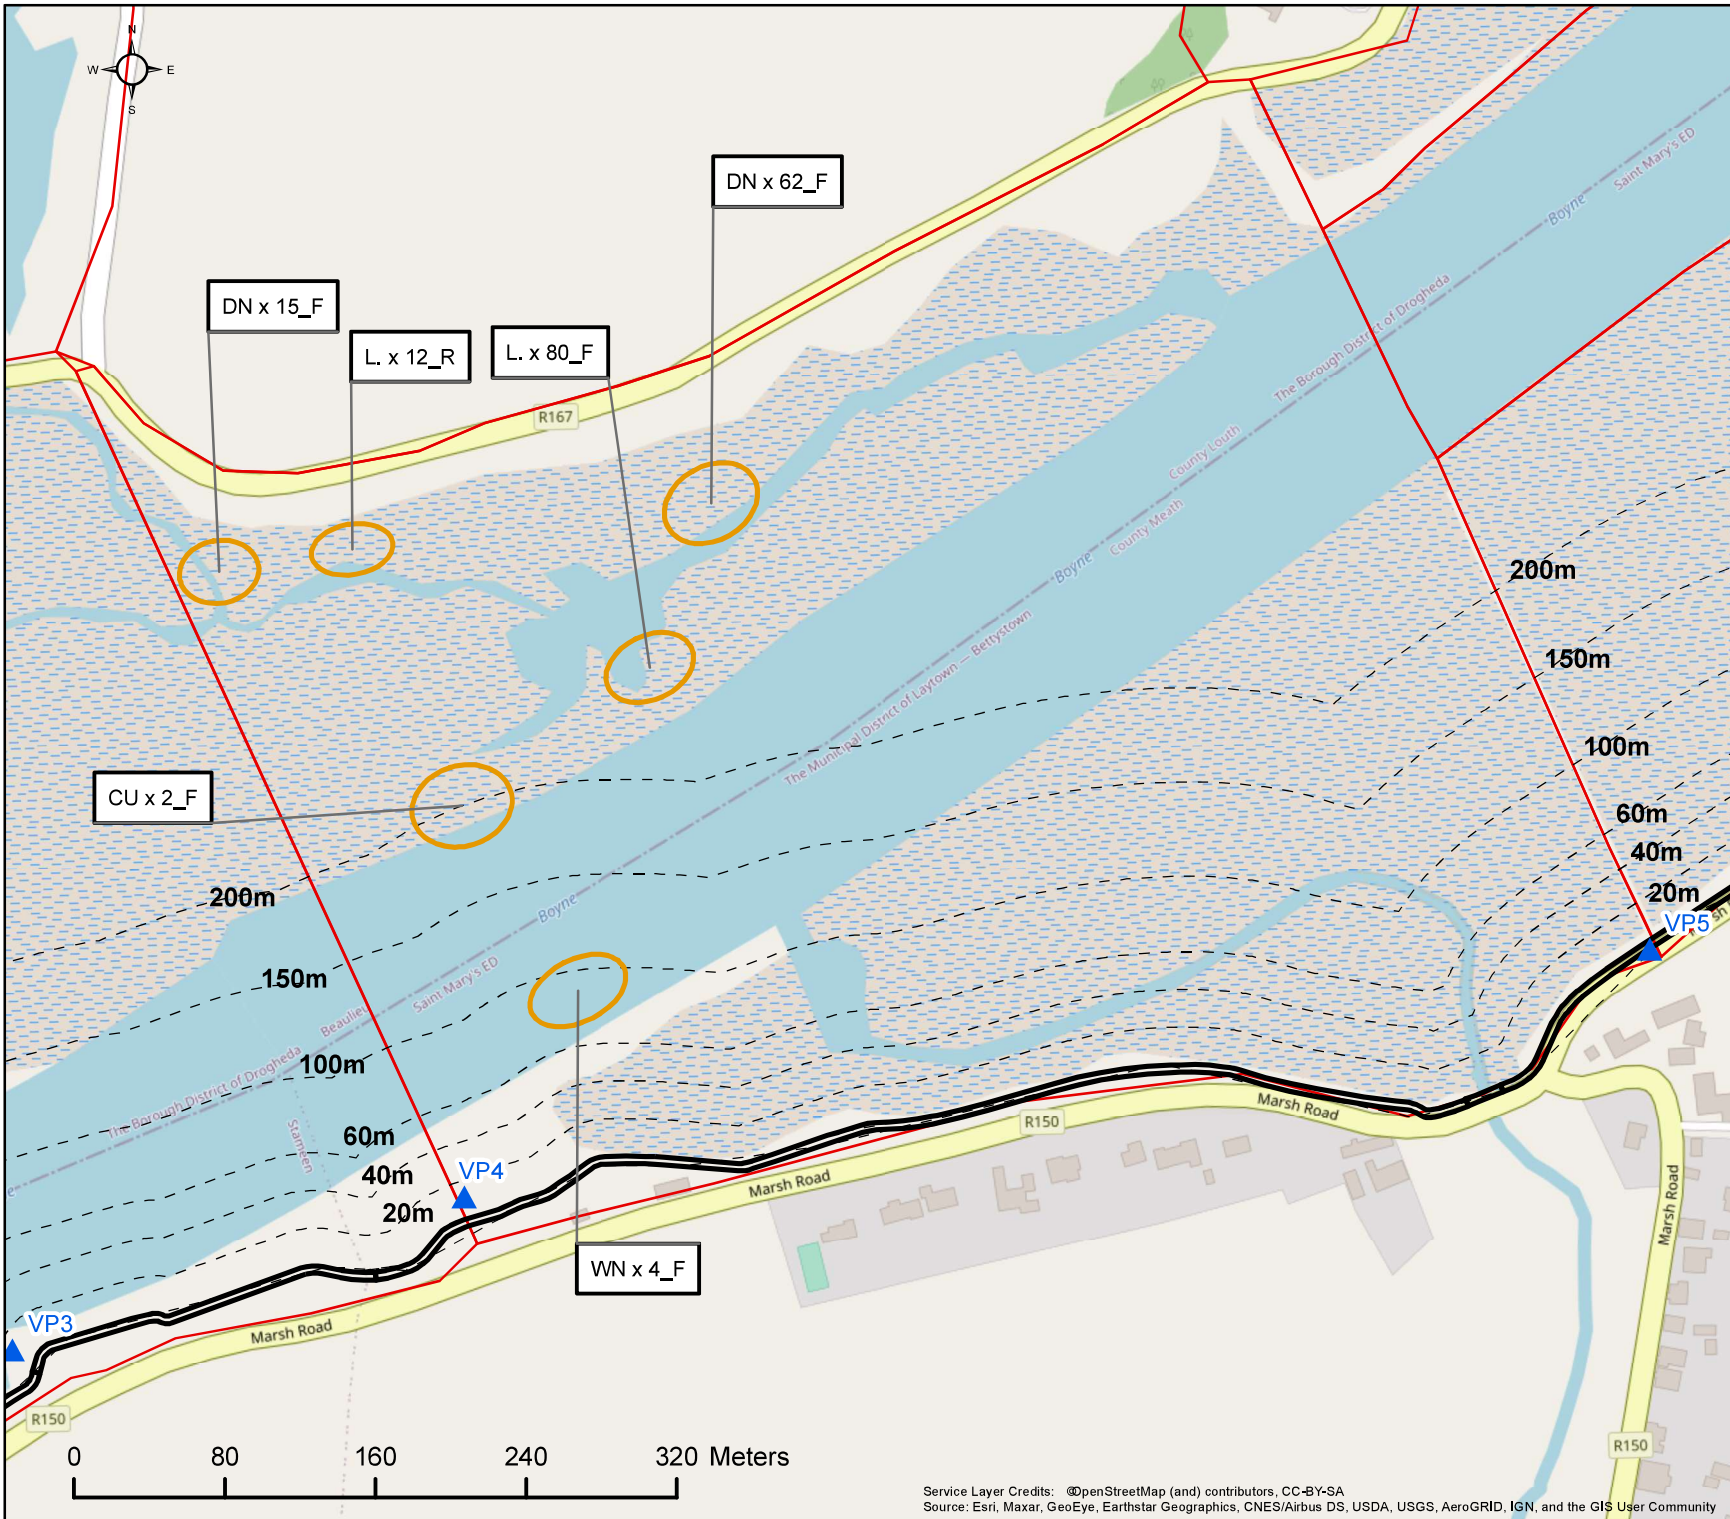 N
W
E
S
DN x 62_F
DN x 15_F
L. x 12_R
L. x 80_F
R167
Saint Mary's ED
Boyne
The Borough District of Drogheda
County Louth
County Meath
Boyne
The Municipal District of Laytown — Bettystown
200m
150m
100m
60m
40m
20m
VP5
CU x 2_F
200m
150m
100m
60m
40m
20m
Boyne
Saint Mary's ED
Beaulieu
The Borough District of Drogheda
Stameen
VP4
VP3
WN x 4_F
Marsh Road
R150
Marsh Road
Marsh Road
Marsh Road
R150
R150
0 80 160 240 320 Meters
Service Layer Credits: ©OpenStreetMap (and) contributors, CC-BY-SA
Source: Esri, Maxar, GeoEye, Earthstar Geographics, CNES/Airbus DS, USDA, USGS, AeroGRID, IGN, and the GIS User Community